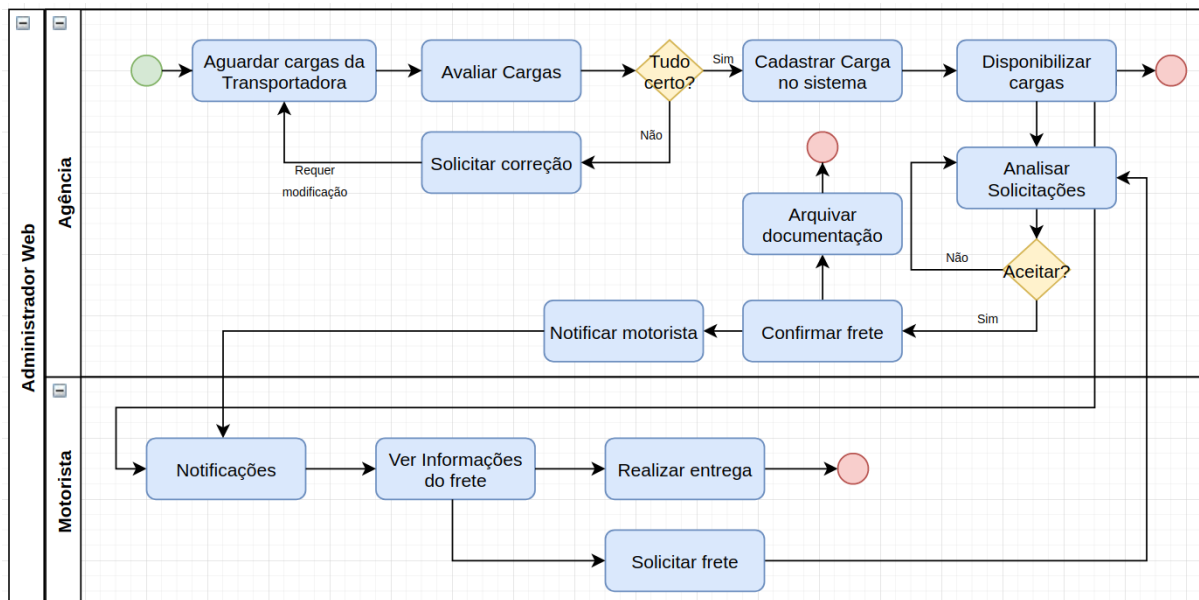 Administrador Web
Agência
Aguardar cargas da
Transportadora
Avaliar Cargas
Tudo
certo?
Sim
Cadastrar Carga
no sistema
Disponibilizar
cargas
Não
Solicitar correção
Requer
modificação
Analisar
Solicitações
Arquivar
documentação
Não
Aceitar?
Sim
Confirmar frete
Notificar motorista
Motorista
Notificações
Ver Informações
do frete
Realizar entrega
Solicitar frete